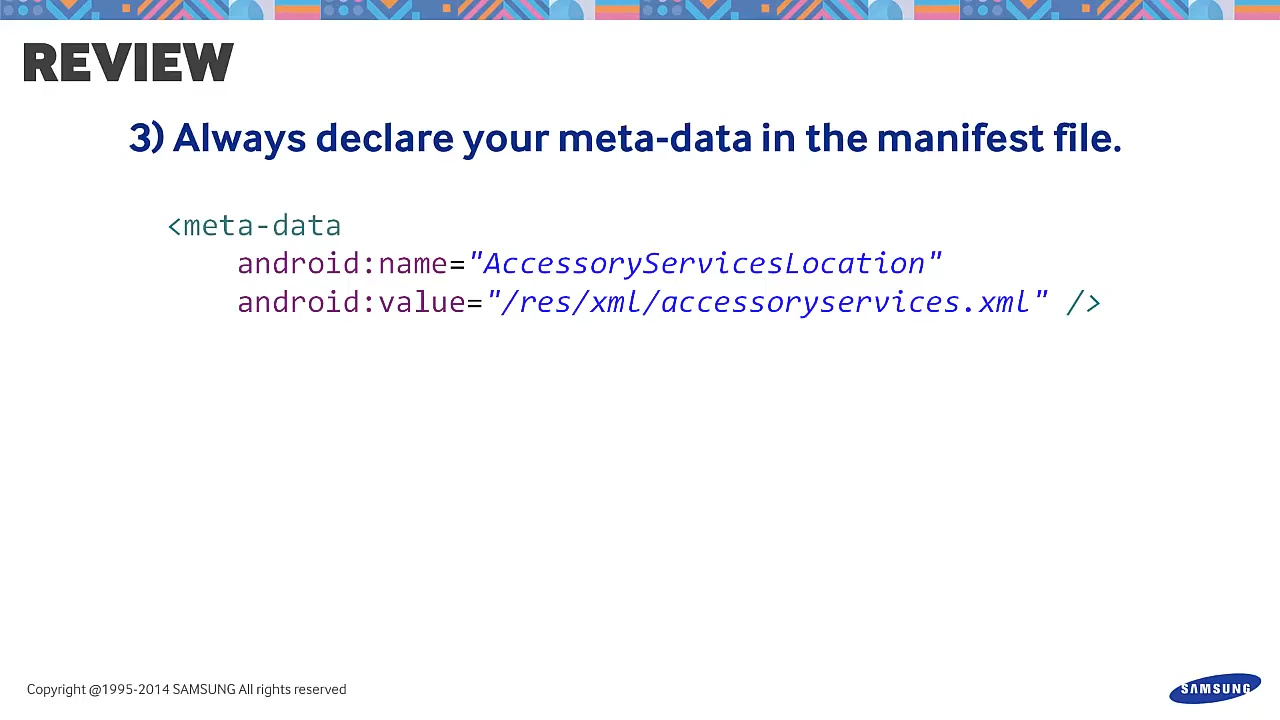 REVIEW
3) Always declare your meta-data in the manifest file.
<meta-data
android:name="AccessoryServicesLocation"
android:value="/res/xml/accessoryservices.xml" />
Copyright @1995-2014 SAMSUNG All rights reserved
SAMSUNG